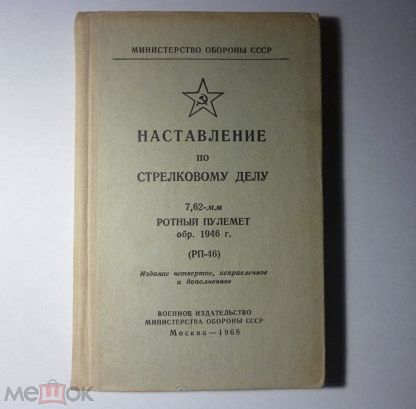 МИНИСТЕРСТВО ОБОРОНЫ СССР
НАСТАВЛЕНИЕ
ПО
СТРЕЛКОВОМУ ДЕЛУ
7,62-мм
РОТНЫЙ ПУЛЕМЕТ
обр. 1946 г.
(РП-46)
Издание четвертое, исправленное
и дополненное
ВОЕННОЕ ИЗДАТЕЛЬСТВО
МИНИСТЕРСТВА ОБОРОНЫ СССР
Москва — 1968
мешок